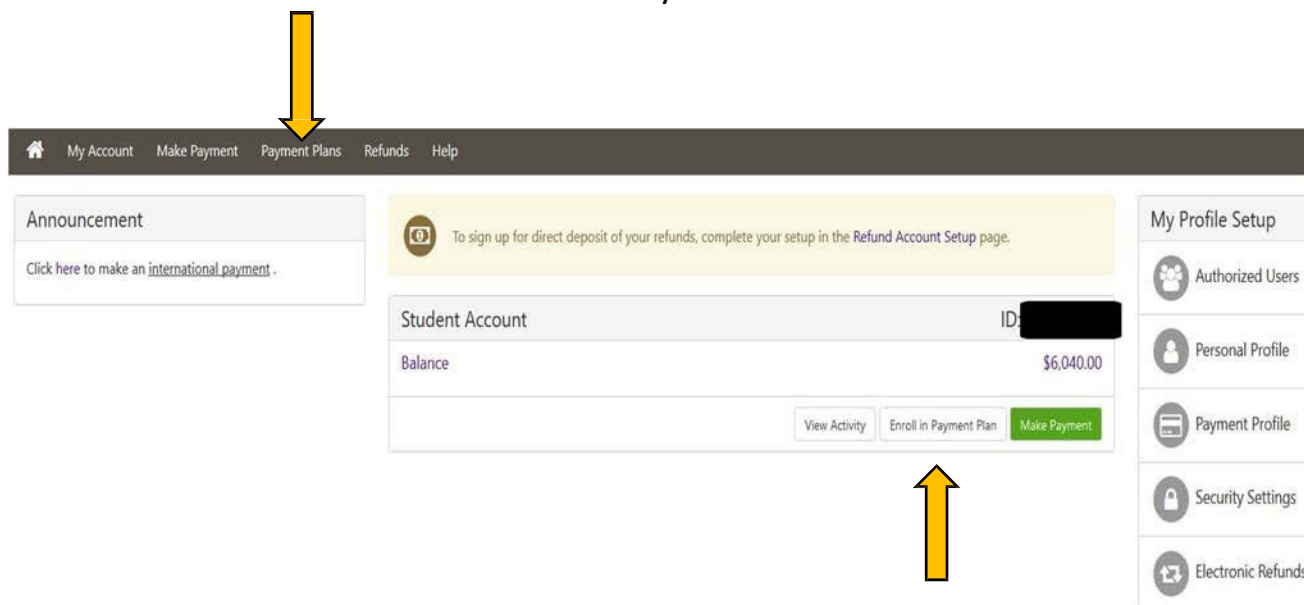 My Account Make Payment Payment Plans Refunds Help
Announcement
Click here to make an international payment .
To sign up for direct deposit of your refunds, complete your setup in the Refund Account Setup page.
Student Account ID:
Balance $6,040.00
View Activity Enroll in Payment Plan Make Payment
My Profile Setup
Authorized Users
Personal Profile
Payment Profile
Security Settings
Electronic Refunds